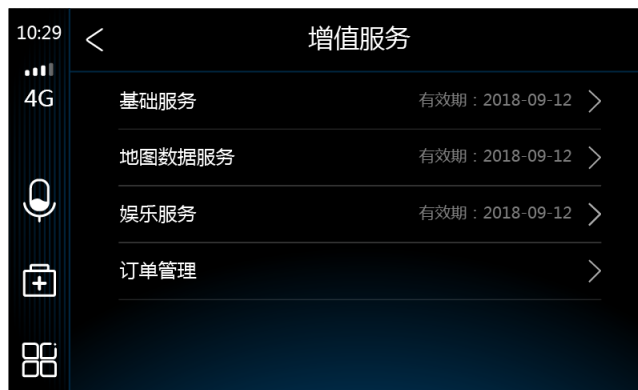 10:29
4G
增值服务
基础服务 有效期：2018-09-12
地图数据服务 有效期：2018-09-12
娱乐服务 有效期：2018-09-12
订单管理